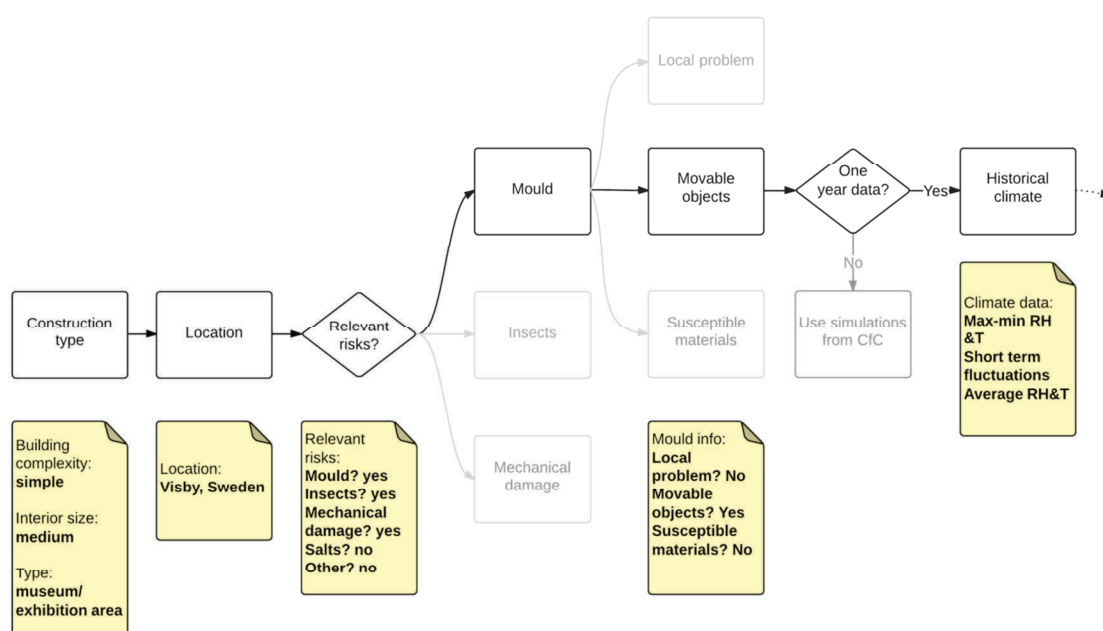 Local problem
Mould
Movable
objects
One
year data?
Yes
Historical
climate
No
Construction
type
Location
Relevant
risks?
Insects
Susceptible
materials
Use simulations
from CfC
Climate data:
Max-min RH
&T
Short term
fluctuations
Average RH&T
Mechanical
damage
Building
complexity:
simple
Interior size:
medium
Type:
museum/
exhibition area
Location:
Visby, Sweden
Relevant
risks:
Mould? yes
Insects? yes
Mechanical
damage? yes
Salts? no
Other? no
Mould info:
Local
problem? No
Movable
objects? Yes
Susceptible
materials? No